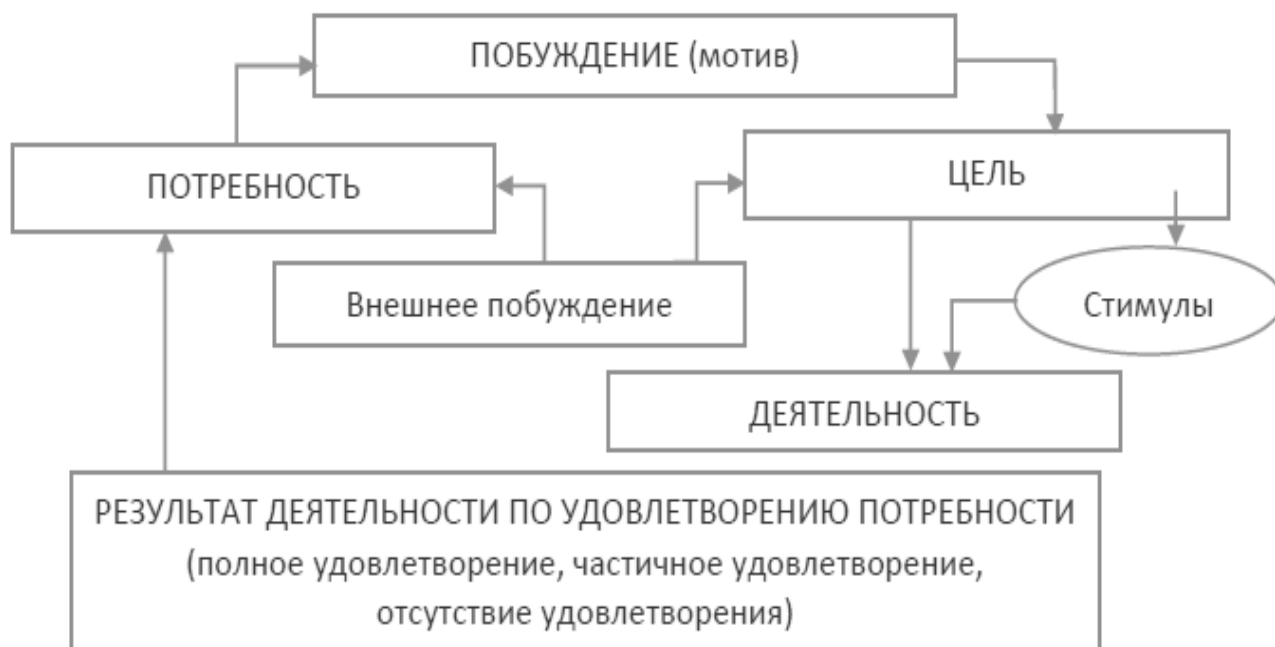 ПОБУЖДЕНИЕ (мотив)
ПОТРЕБНОСТЬ
ЦЕЛЬ
Внешнее побуждение
Стимулы
ДЕЯТЕЛЬНОСТЬ
РЕЗУЛЬТАТ ДЕЯТЕЛЬНОСТИ ПО УДОВЛЕТВОРЕНИЮ ПОТРЕБНОСТИ
(полное удовлетворение, частичное удовлетворение,
отсутствие удовлетворения)